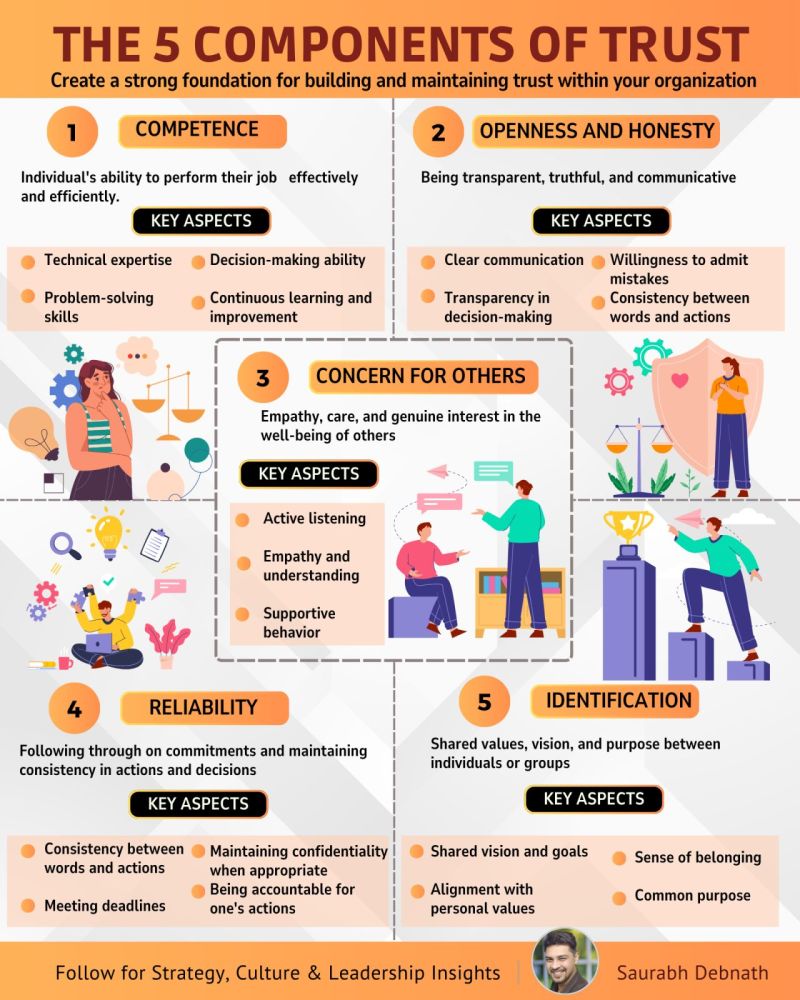 THE 5 COMPONENTS OF TRUST
Create a strong foundation for building and maintaining trust within your organization
1
COMPETENCE
Individual's ability to perform their job effectively
and efficiently.
KEY ASPECTS
Technical expertise
Problem-solving
skills
Decision-making ability
Continuous learning and
improvement
2
OPENNESS AND HONESTY
Being transparent, truthful, and communicative
KEY ASPECTS
Clear communication
Transparency in
decision-making
Willingness to admit
mistakes
Consistency between
words and actions
3
CONCERN FOR OTHERS
Empathy, care, and genuine interest in the
well-being of others
KEY ASPECTS
Active listening
Empathy and
understanding
Supportive
behavior
4
RELIABILITY
Following through on commitments and maintaining
consistency in actions and decisions
KEY ASPECTS
Consistency between
words and actions
Meeting deadlines
Maintaining confidentiality
when appropriate
Being accountable for
one's actions
5
IDENTIFICATION
Shared values, vision, and purpose between
individuals or groups
KEY ASPECTS
Shared vision and goals
Alignment with
personal values
Sense of belonging
Common purpose
Follow for Strategy, Culture & Leadership Insights
Saurabh Debnath